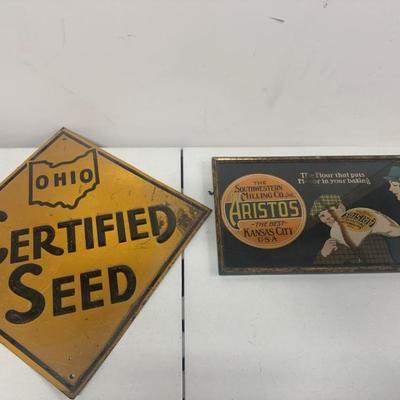 OHIO
CERTIFIED
SEED
The flour that puts
Flavor in your baking
THE
SOUTHWESTERN
MILLING CO., INC.
ARISTOS
THE BEST
KANSAS CITY
U.S.A
ARISTOS